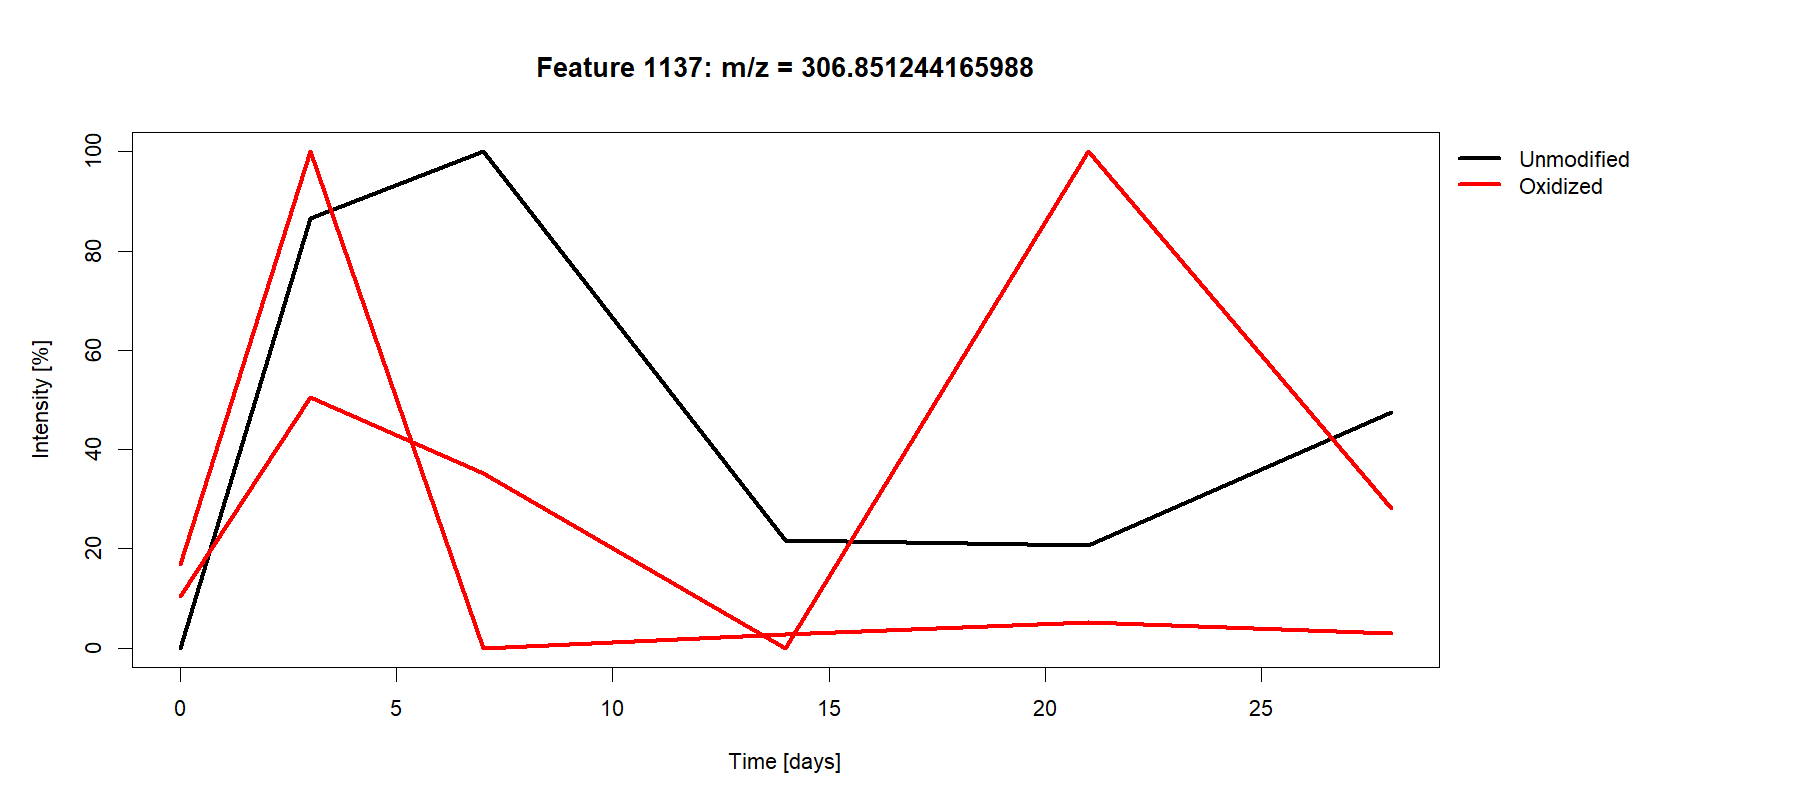 Feature 1137: m/z = 306.851244165988
Unmodified
Oxidized
Intensity [%]
100
80
60
40
20
0
0 5 10 15 20 25
Time [days]